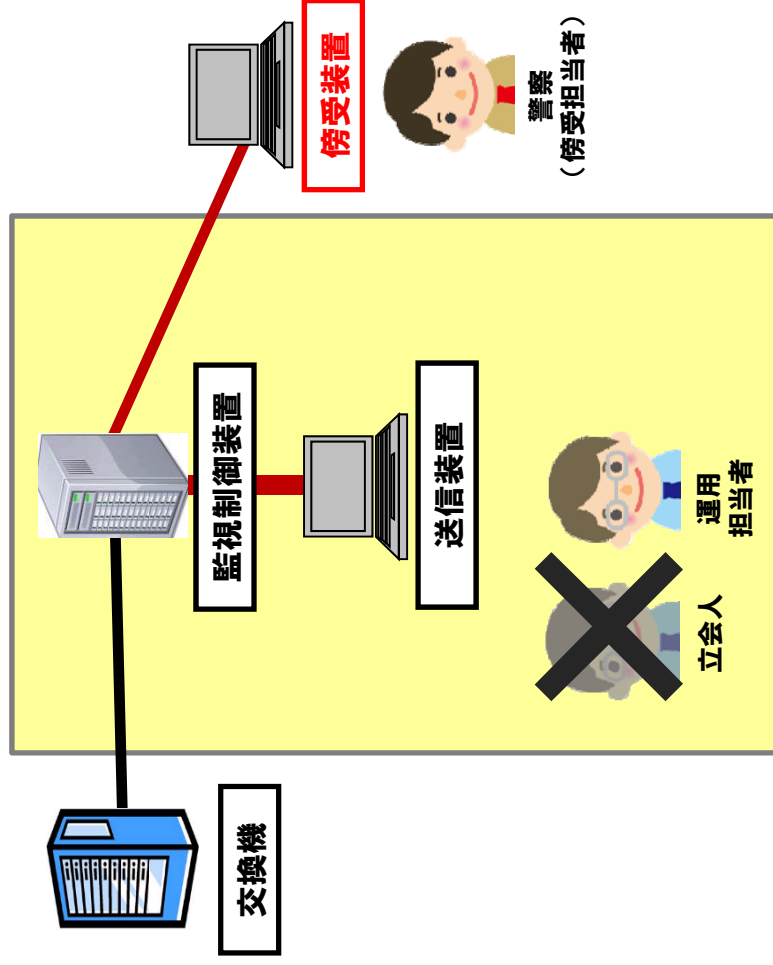 交換機
監視制御装置
送信装置
立会人
運用
担当者
傍受装置
警察
（傍受担当者）